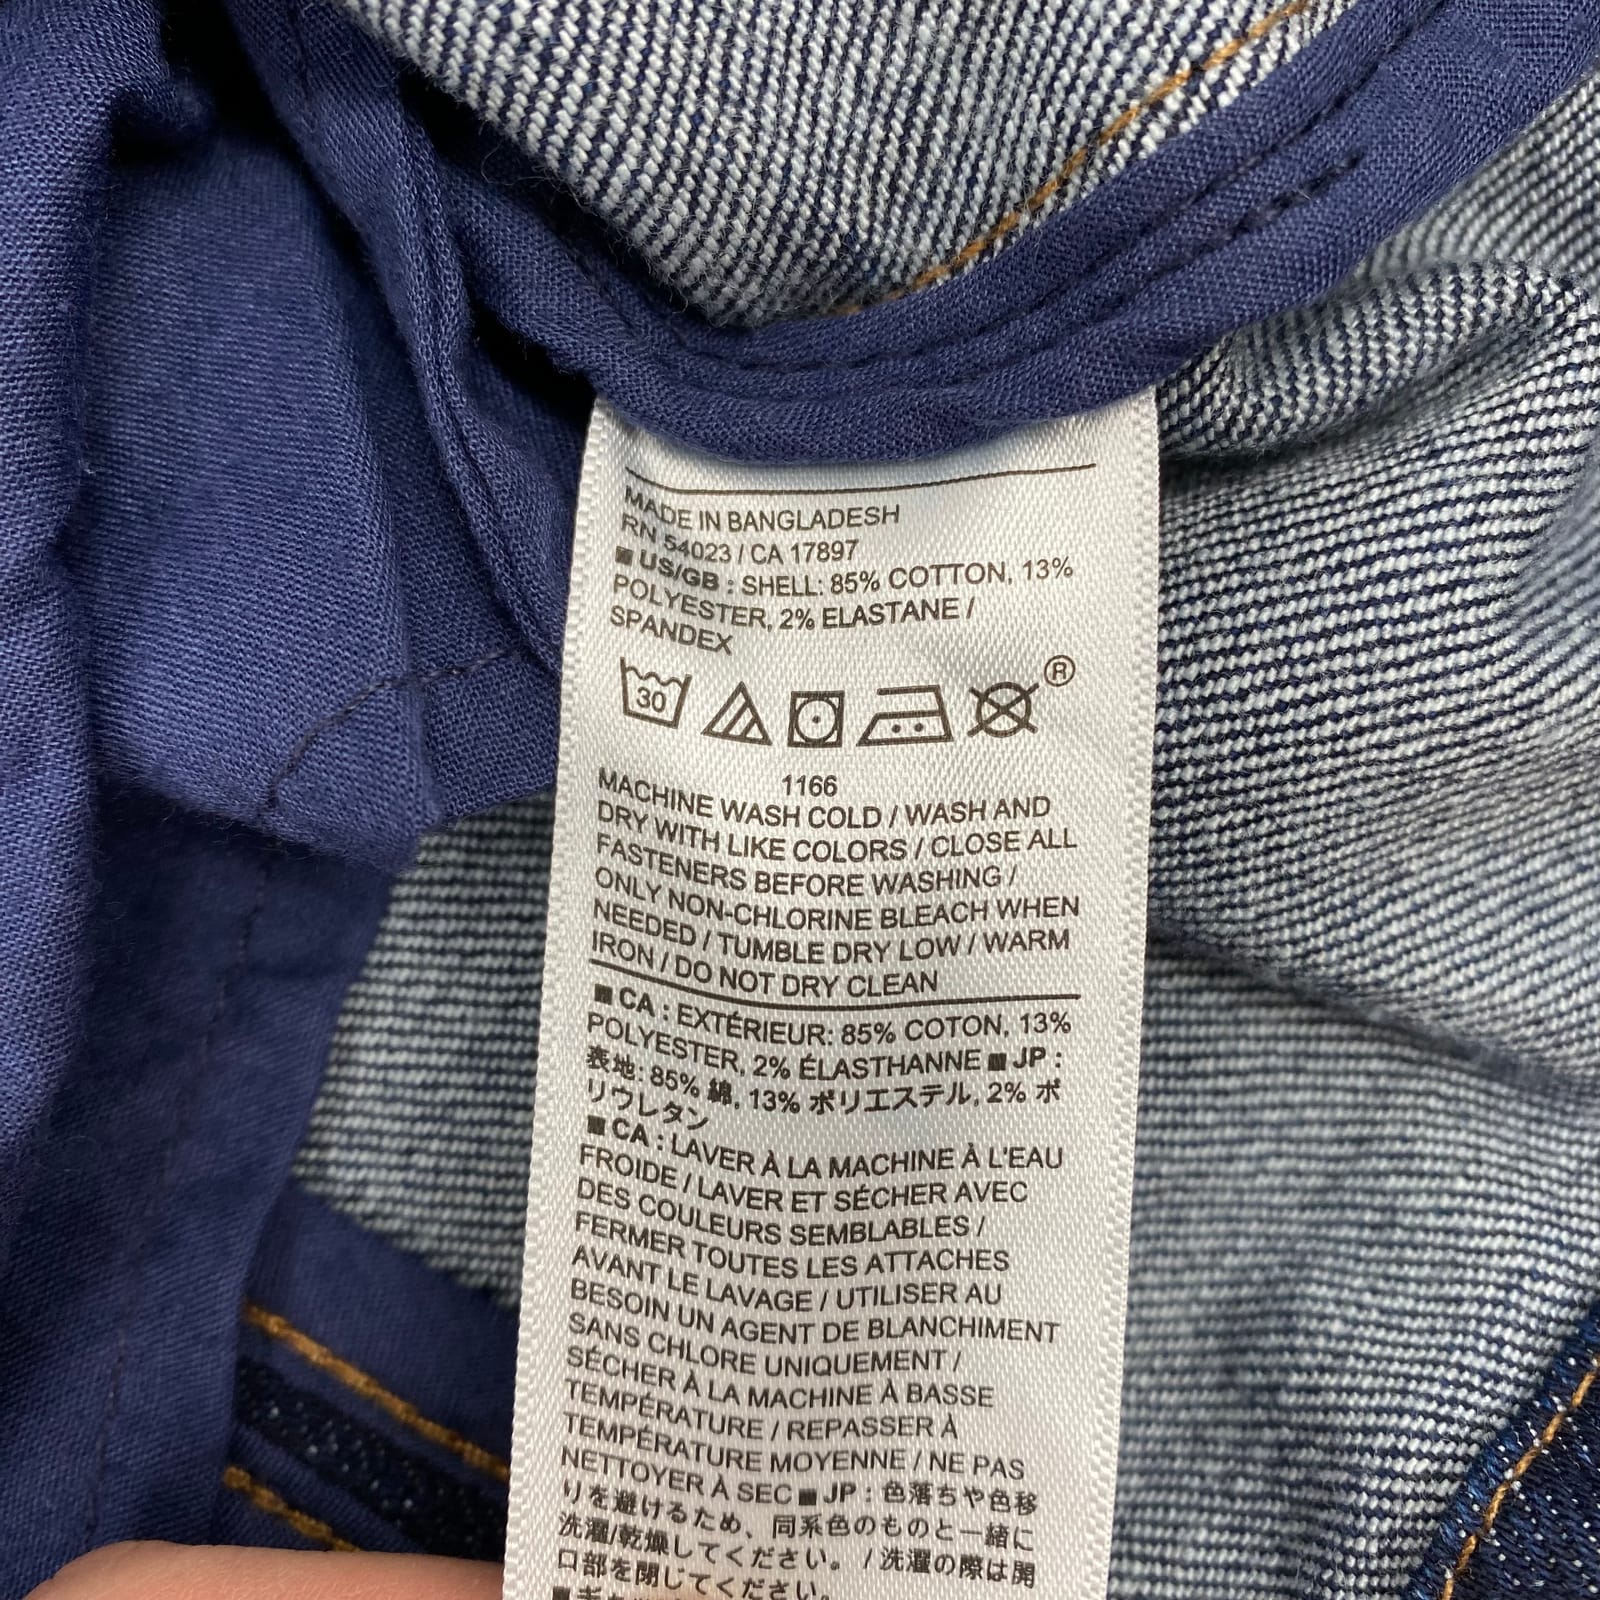 MADE IN BANGLADESH
RN 54023 / CA 17897
■ US/GB : SHELL: 85% COTTON, 13%
POLYESTER, 2% ELASTANE /
SPANDEX
30
®
1166
MACHINE WASH COLD / WASH AND
DRY WITH LIKE COLORS / CLOSE ALL
FASTENERS BEFORE WASHING /
ONLY NON-CHLORINE BLEACH WHEN
NEEDED / TUMBLE DRY LOW / WARM
IRON / DO NOT DRY CLEAN
■ CA : EXTÉRIEUR: 85% COTON, 13%
POLYESTER, 2% ÉLASTHANNE ■ JP :
表地: 85% 綿, 13% ポリエステル, 2% ポ
リウレタン
■ CA : LAVER À LA MACHINE À L'EAU
FROIDE / LAVER ET SÉCHER AVEC
DES COULEURS SEMBLABLES /
FERMER TOUTES LES ATTACHES
AVANT LE LAVAGE / UTILISER AU
BESOIN UN AGENT DE BLANCHIMENT
SANS CHLORE UNIQUEMENT /
SÉCHER À LA MACHINE À BASSE
TEMPÉRATURE / REPASSER À
TEMPÉRATURE MOYENNE / NE PAS
NETTOYER À SEC ■ JP : 色落ちや色移
りを避けるため、同系色のものと一緒に
洗濯/乾燥してください。 / 洗濯の際は開
口部を閉じてください。